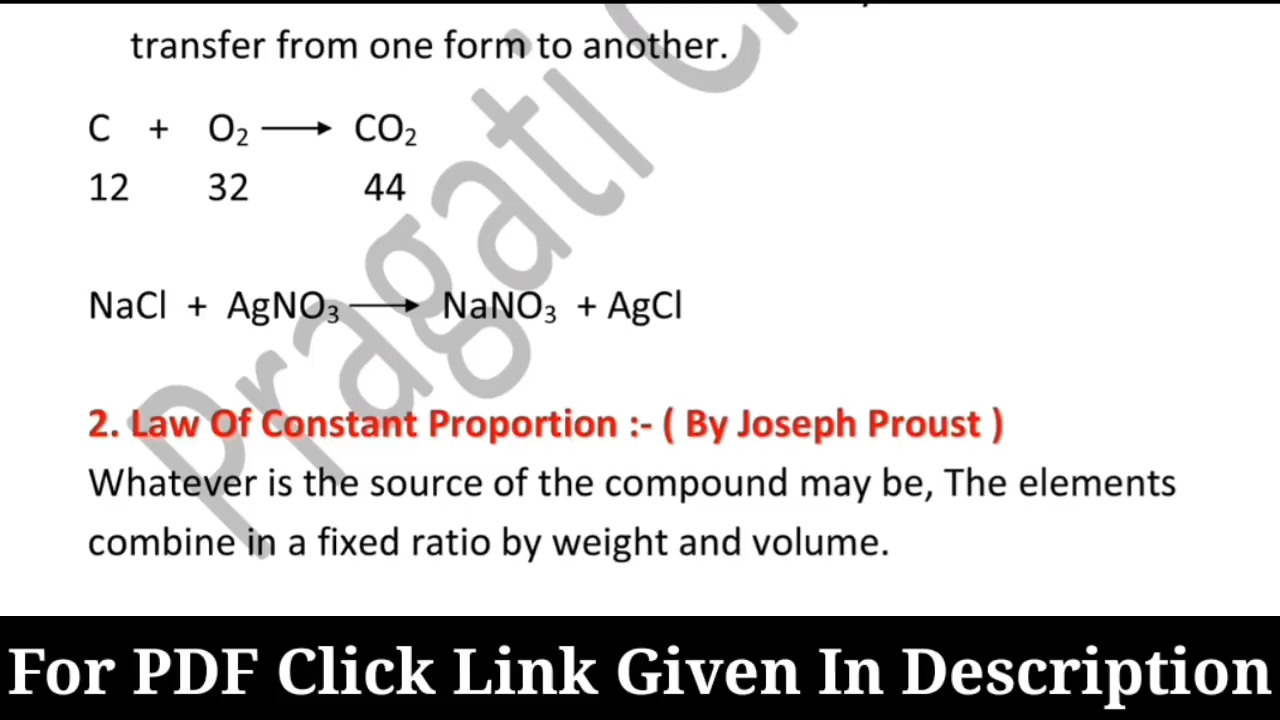 transfer from one form to another.
C + O₂ ⟶ CO₂
12 32 44
NaCl + AgNO₃ ⟶ NaNO₃ + AgCl
2. Law Of Constant Proportion :- ( By Joseph Proust )
Whatever is the source of the compound may be, The elements
combine in a fixed ratio by weight and volume.
Pragati
For PDF Click Link Given In Description